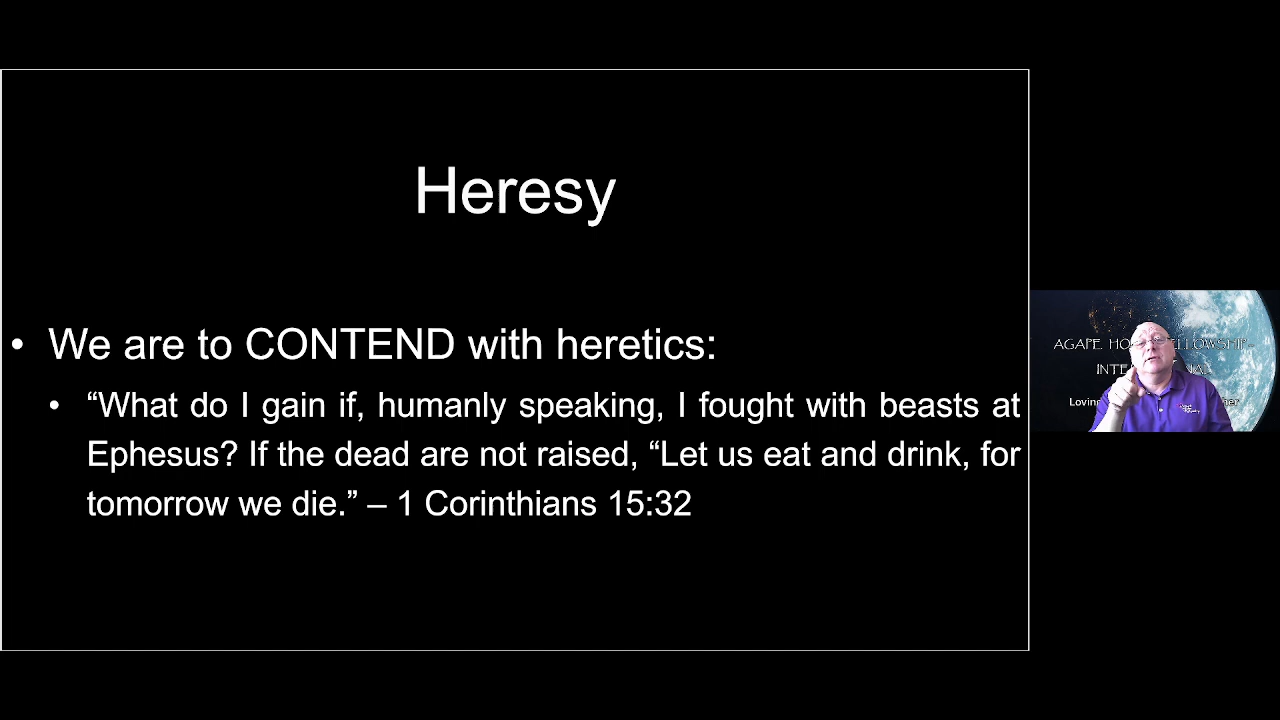 Heresy
• We are to CONTEND with heretics:
• “What do I gain if, humanly speaking, I fought with beasts at
Ephesus? If the dead are not raised, “Let us eat and drink, for
tomorrow we die.” – 1 Corinthians 15:32
AGAPE
Loving